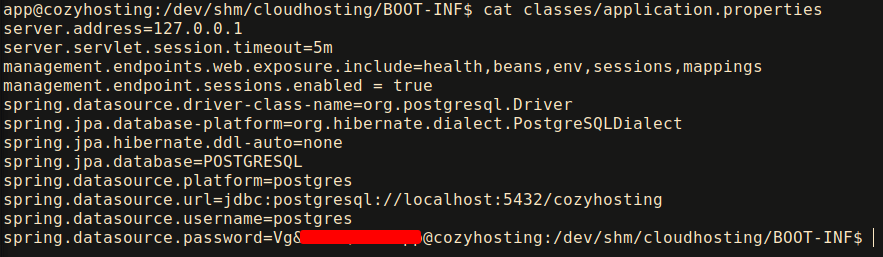 app@cozyhosting:/dev/shm/cloudhosting/BOOT-INF$ cat classes/application.properties
server.address=127.0.0.1
server.servlet.session.timeout=5m
management.endpoints.web.exposure.include=health,beans,env,sessions,mappings
management.endpoint.sessions.enabled = true
spring.datasource.driver-class-name=org.postgresql.Driver
spring.jpa.database-platform=org.hibernate.dialect.PostgreSQLDialect
spring.jpa.hibernate.ddl-auto=none
spring.jpa.database=POSTGRESQL
spring.datasource.platform=postgres
spring.datasource.url=jdbc:postgresql://localhost:5432/cozyhosting
spring.datasource.username=postgres
spring.datasource.password=Vg& @cozyhosting:/dev/shm/cloudhosting/BOOT-INF$